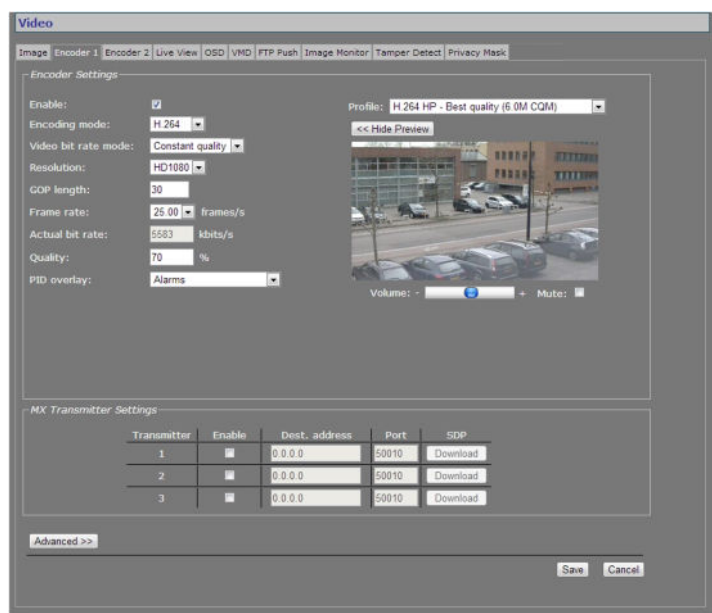 Video
Image Encoder 1 Encoder 2 Live View OSD VMD FTP Push Image Monitor Tamper Detect Privacy Mask
Encoder Settings
Enable:
Profile: H.264 HP - Best quality (6.0M CQM)
Encoding mode: H.264
<< Hide Preview
Video bit rate mode: Constant quality
Resolution: HD1080
GOP length: 30
Frame rate: 25.00 frames/s
Actual bit rate: 5583 kbits/s
Quality: 70 %
PID overlay: Alarms
Volume: - + Mute:
MX Transmitter Settings
Transmitter Enable Dest. address Port SDP
1 0.0.0.0 50010 Download
2 0.0.0.0 50010 Download
3 0.0.0.0 50010 Download
Advanced >>
Save Cancel